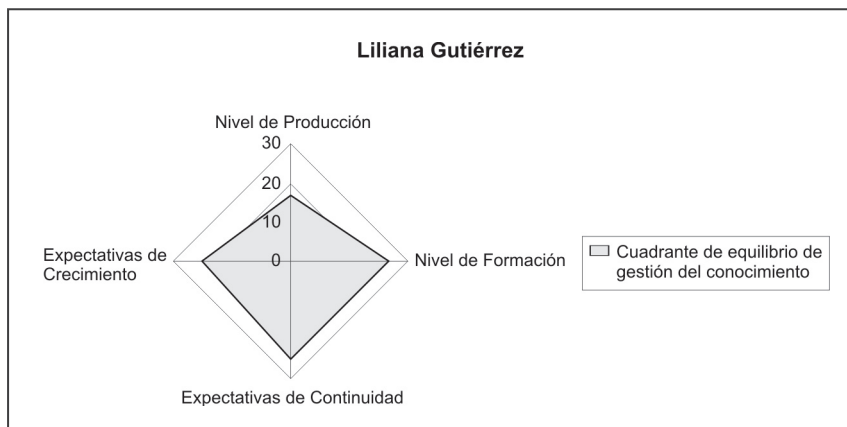 Liliana Gutiérrez
Nivel de Producción
30
20
10
0
Expectativas de
Crecimiento
Nivel de Formación
Expectativas de Continuidad
Cuadrante de equilibrio de
gestión del conocimiento